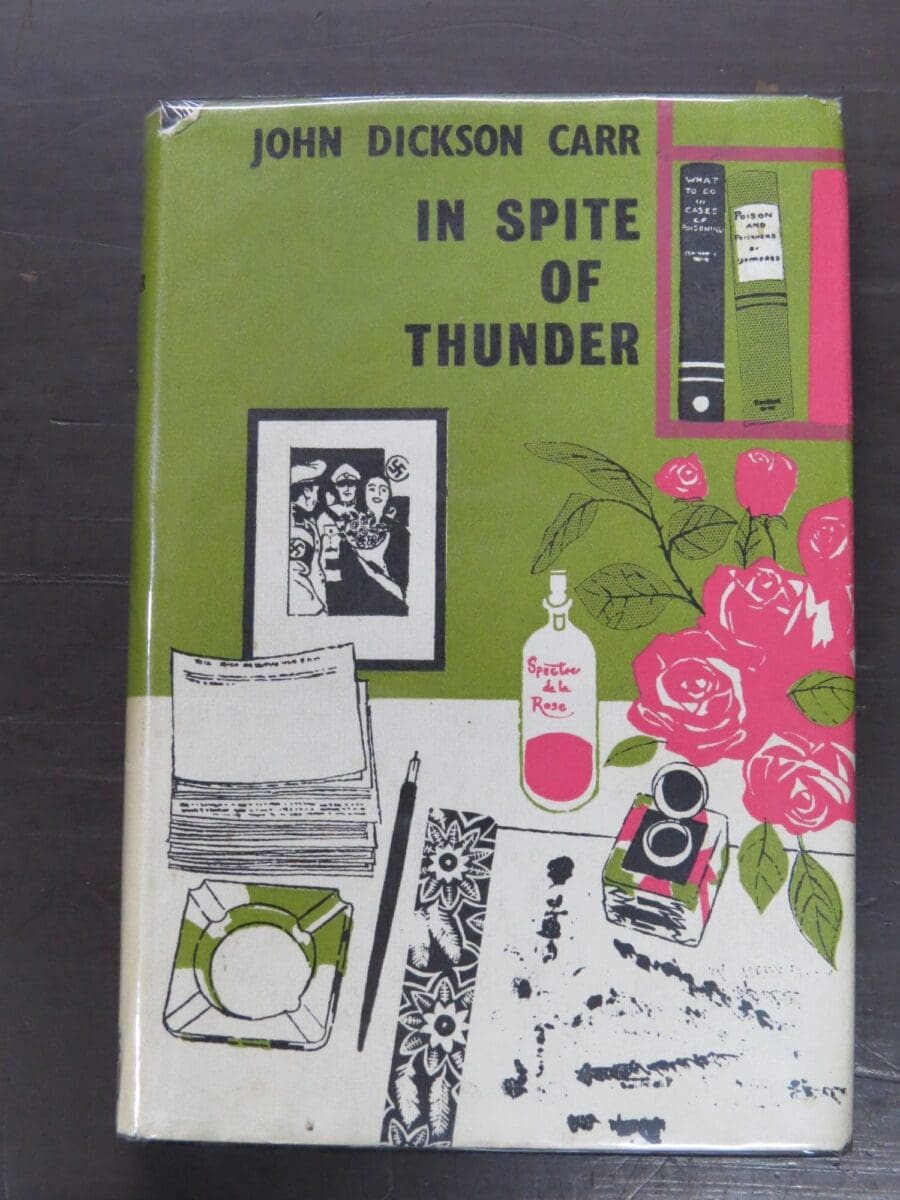 JOHN DICKSON CARR
IN SPITE
OF
THUNDER
WHAT
TO DO
IN
CASES
OF
POISONING
POISON
AND
POISONERS
BY
Spectre
de la
Rose